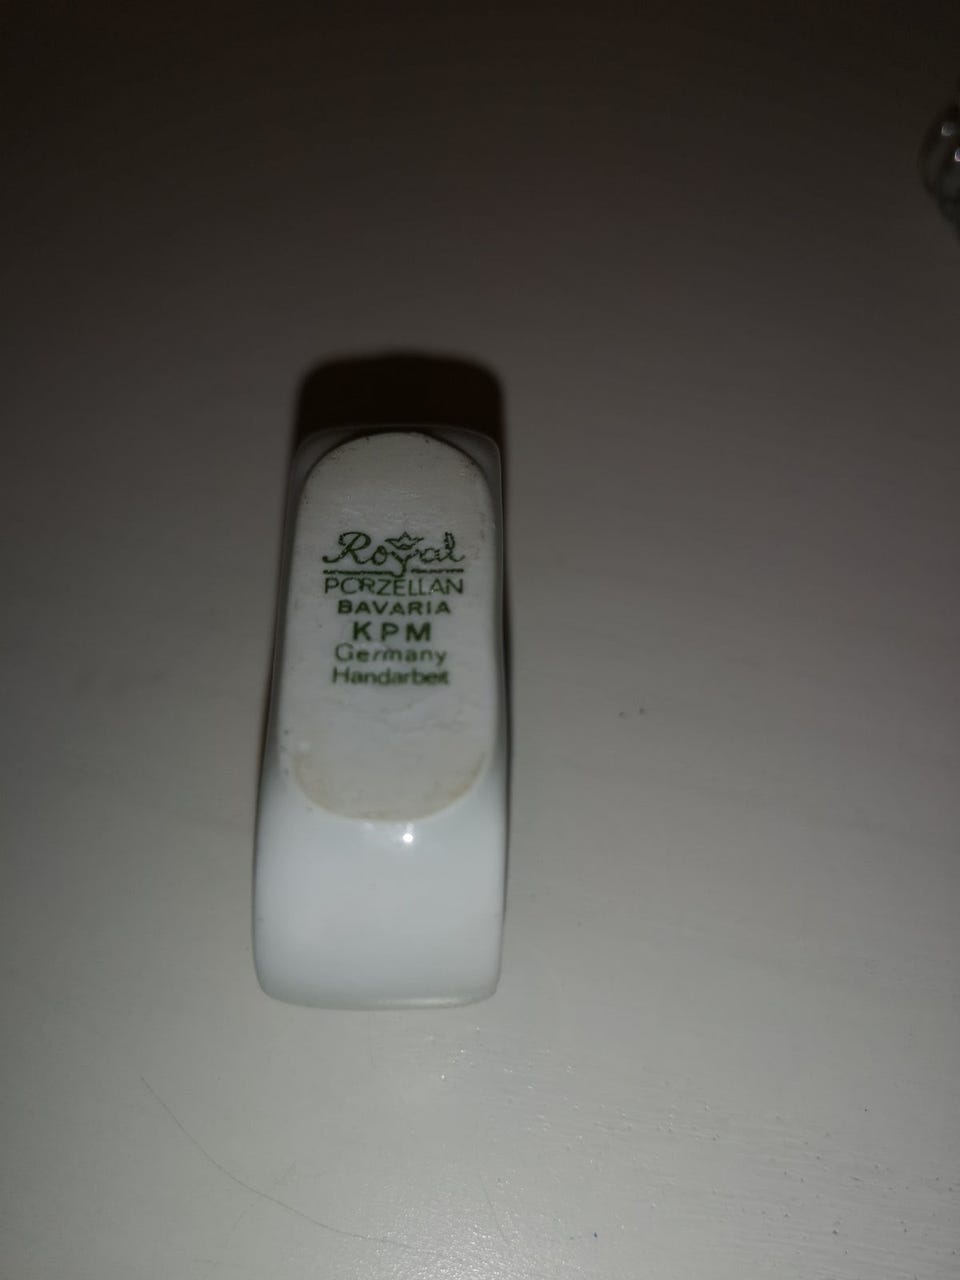 Royal
PORZELLAN
BAVARIA
KPM
Germany
Handarbeit